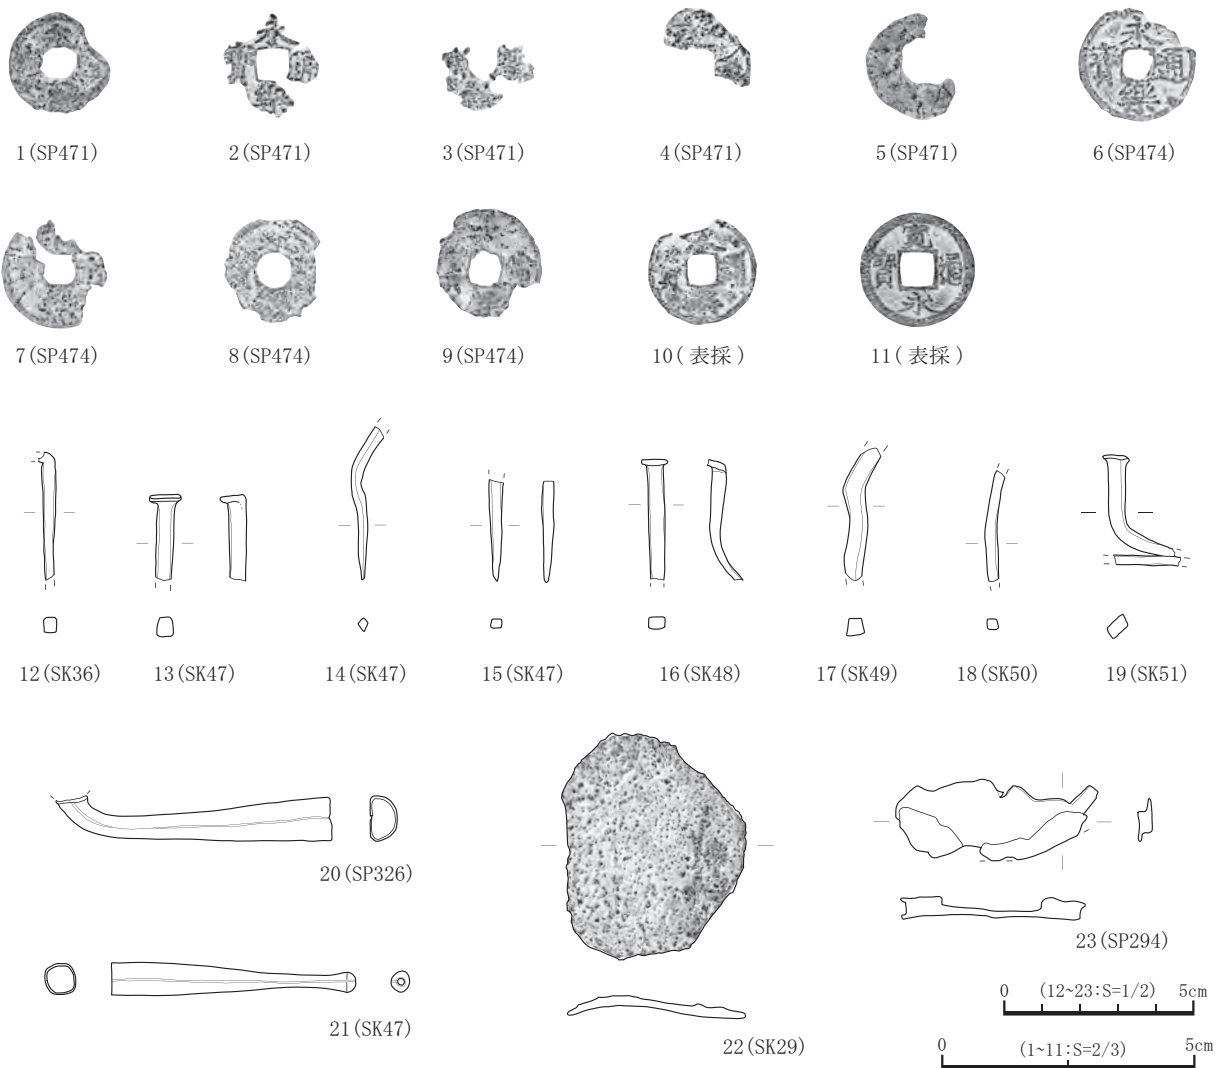 1(SP471)
2(SP471)
3(SP471)
4(SP471)
5(SP471)
永樂通寳
6(SP474)
7(SP474)
8(SP474)
9(SP474)
10( 表採 )
寛永通寳
11( 表採 )
12(SK36)
13(SK47)
14(SK47)
15(SK47)
16(SK48)
17(SK49)
18(SK50)
19(SK51)
20(SP326)
21(SK47)
22(SK29)
23(SP294)
0 (12~23:S=1/2) 5cm
0 (1~11:S=2/3) 5cm